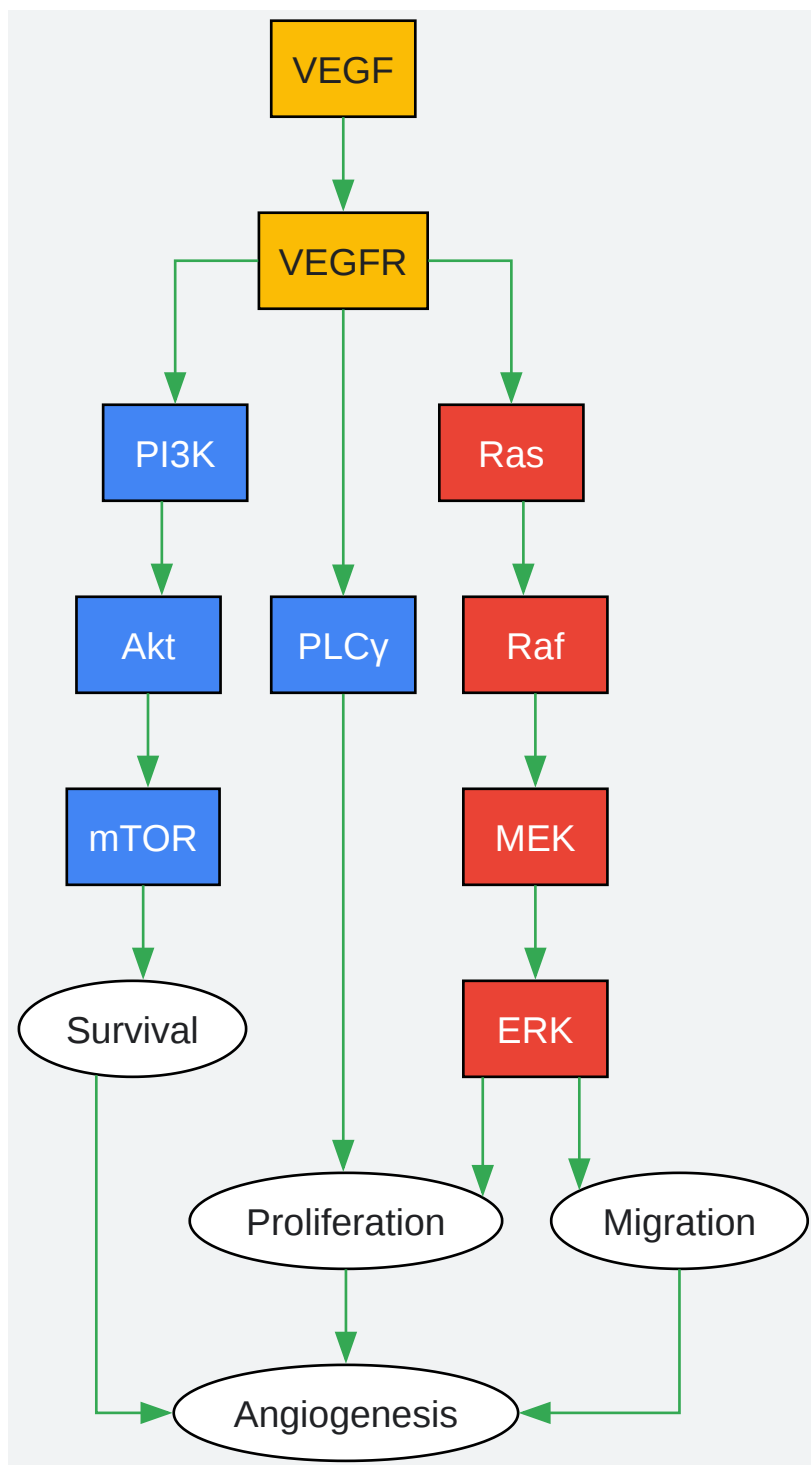 VEGF
VEGFR
PI3K
Ras
Akt
PLCγ
Raf
mTOR
MEK
Survival
ERK
Proliferation
Migration
Angiogenesis